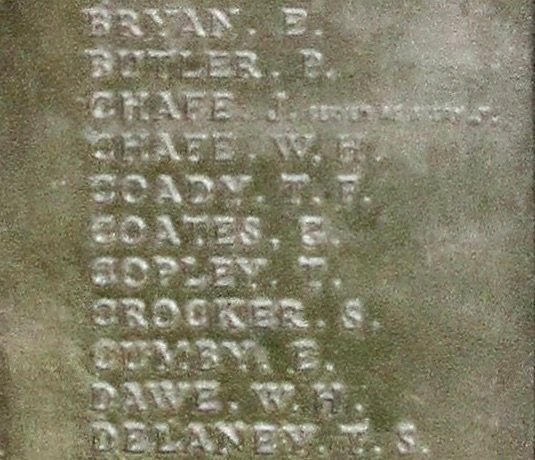 BRYAN. E.
BUTLER. P.
CHAFE. J.
CHAFE. W. H.
COADY. T. F.
COATES. E.
COPLEY. T.
CROCKER. S.
CUMBY. E.
DAWE. W. H.
DELANEY. T. S.